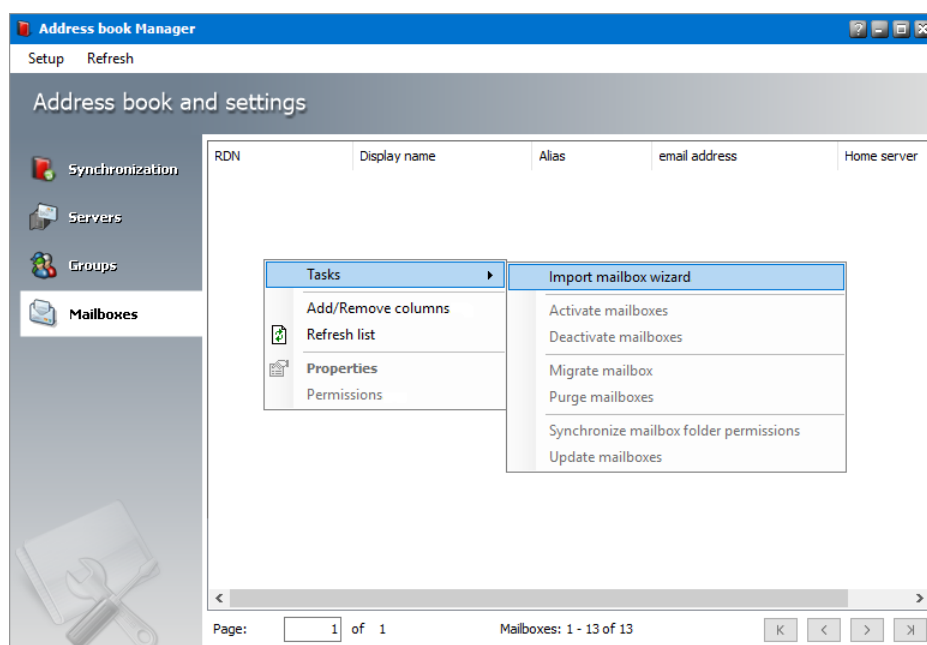 Address book Manager
Setup Refresh
Address book and settings
RDN Display name Alias email address Home server
Synchronization
Servers
Groups
Mailboxes
Tasks
Add/Remove columns
Refresh list
Properties
Permissions
Import mailbox wizard
Activate mailboxes
Deactivate mailboxes
Migrate mailbox
Purge mailboxes
Synchronize mailbox folder permissions
Update mailboxes
Page: 1 of 1 Mailboxes: 1 - 13 of 13